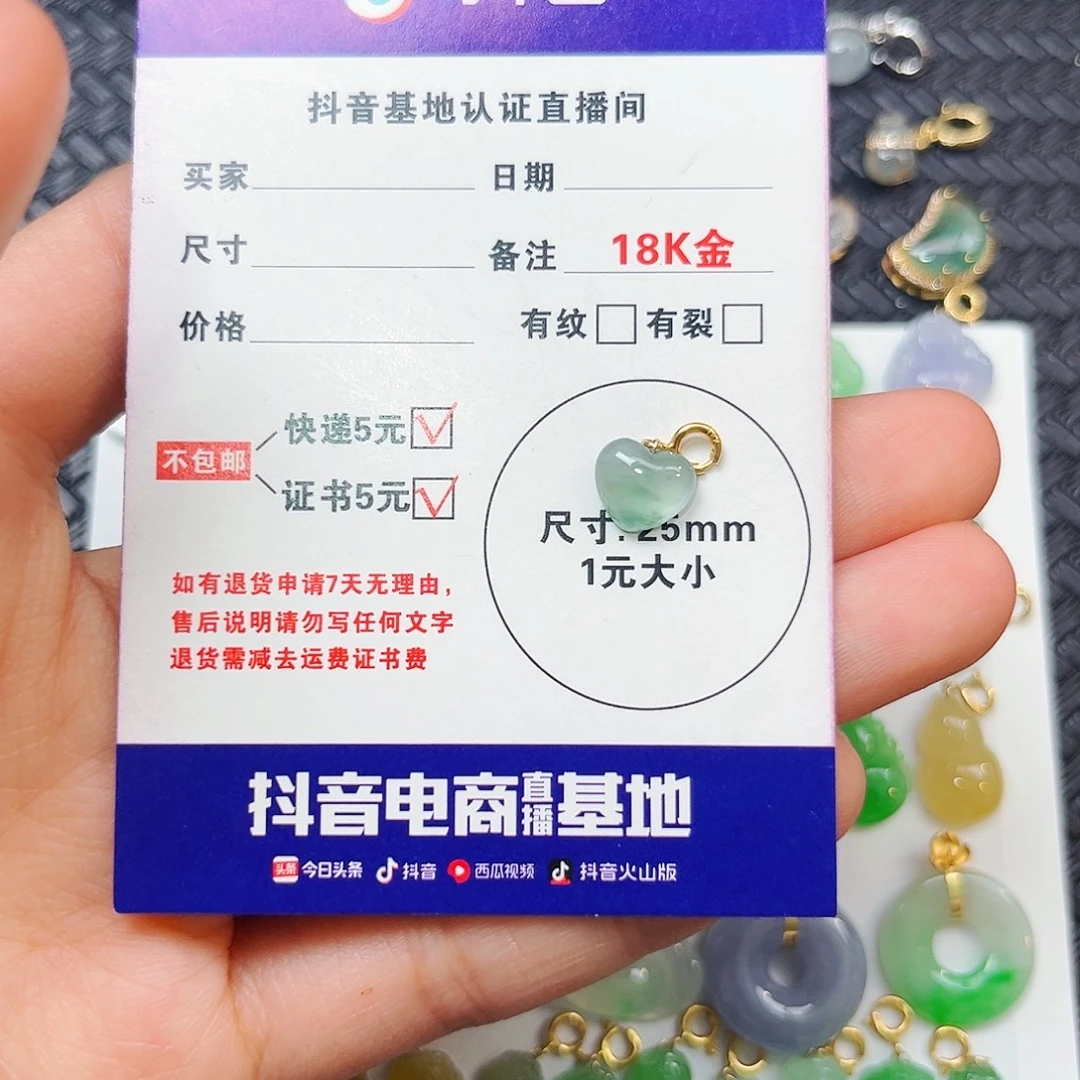 抖音基地认证直播间
买家 日期
尺寸 备注 18K金
价格 有纹 有裂
快递5元
不包邮
证书5元
尺寸: 25mm
1元大小
如有退货申请7天无理由，
售后说明请勿写任何文字
退货需减去运费证书费
抖音电商直播基地
头条 今日头条 抖音 西瓜视频 抖音火山版